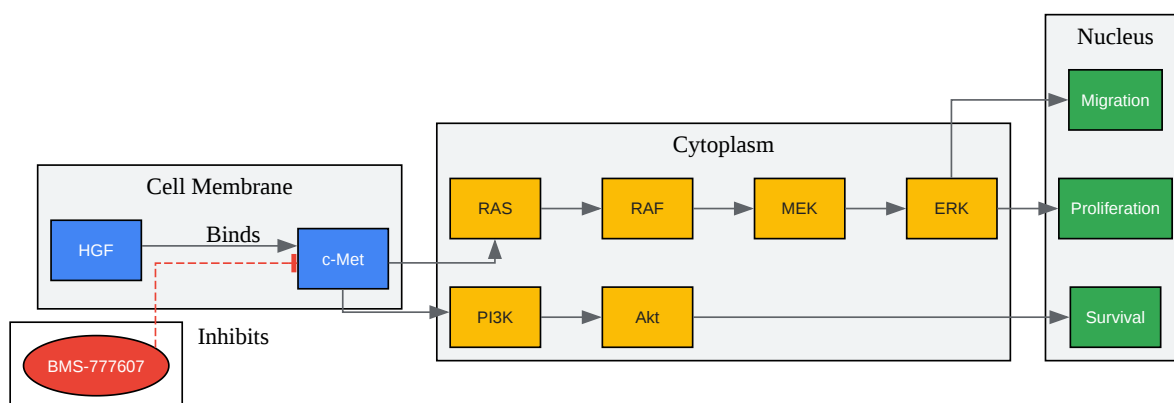 Nucleus
Migration
Cytoplasm
Cell Membrane
RAS
RAF
MEK
ERK
Proliferation
HGF
Binds
c-Met
PI3K
Akt
Survival
Inhibits
BMS-777607